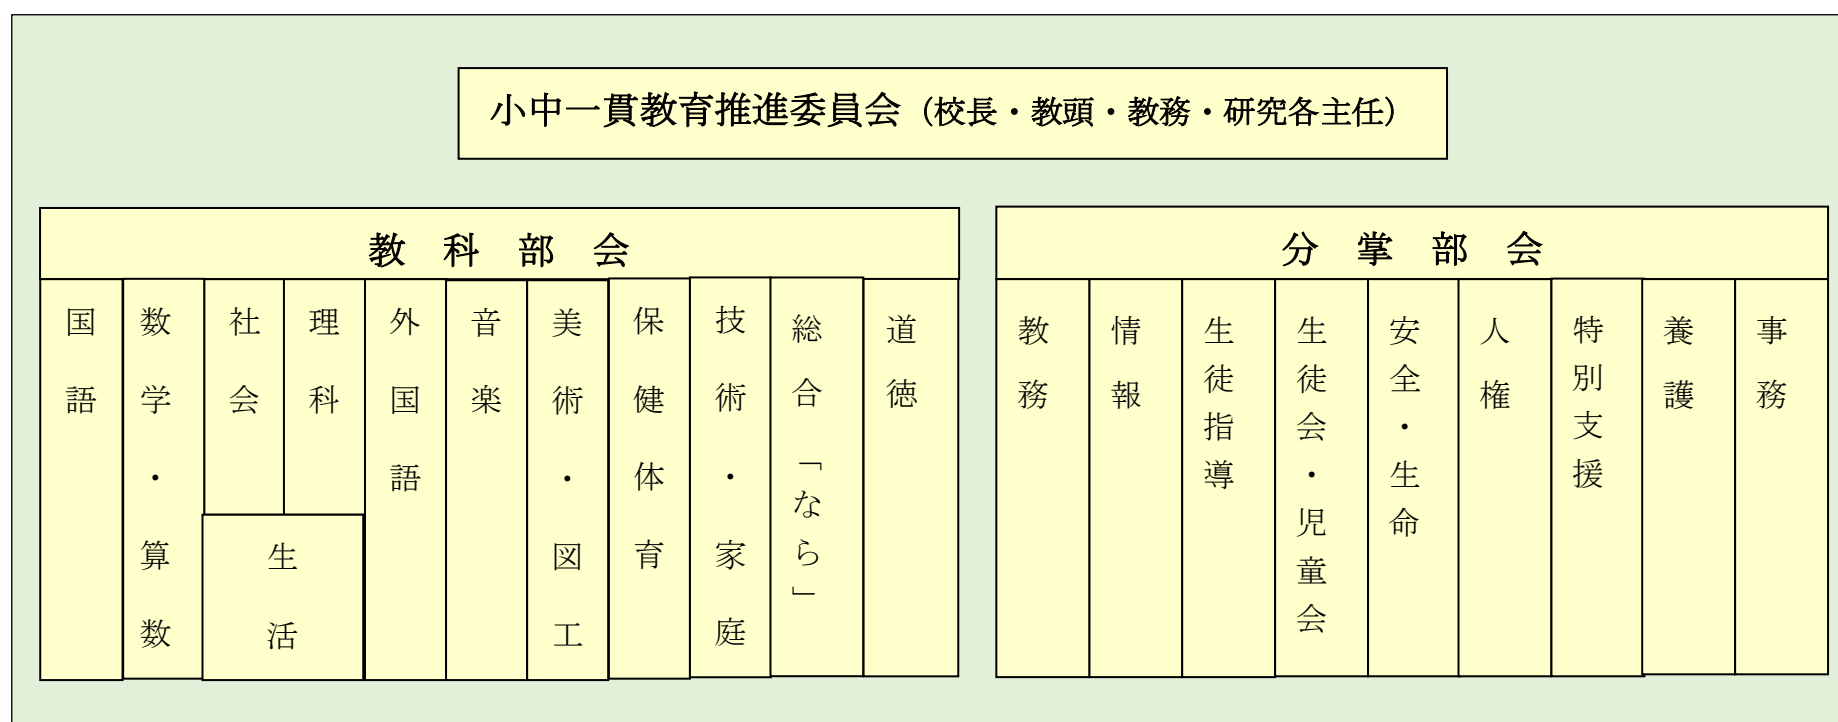 小中一貫教育推進委員会（校長・教頭・教務・研究各主任）
教科部会
国語
数学・算数
社会
理科
生活
外国語
音楽
美術・図工
保健体育
技術・家庭
総合「なら」
道徳
分掌部会
教務
情報
生徒指導
生徒会・児童会
安全・生命
人権
特別支援
養護
事務